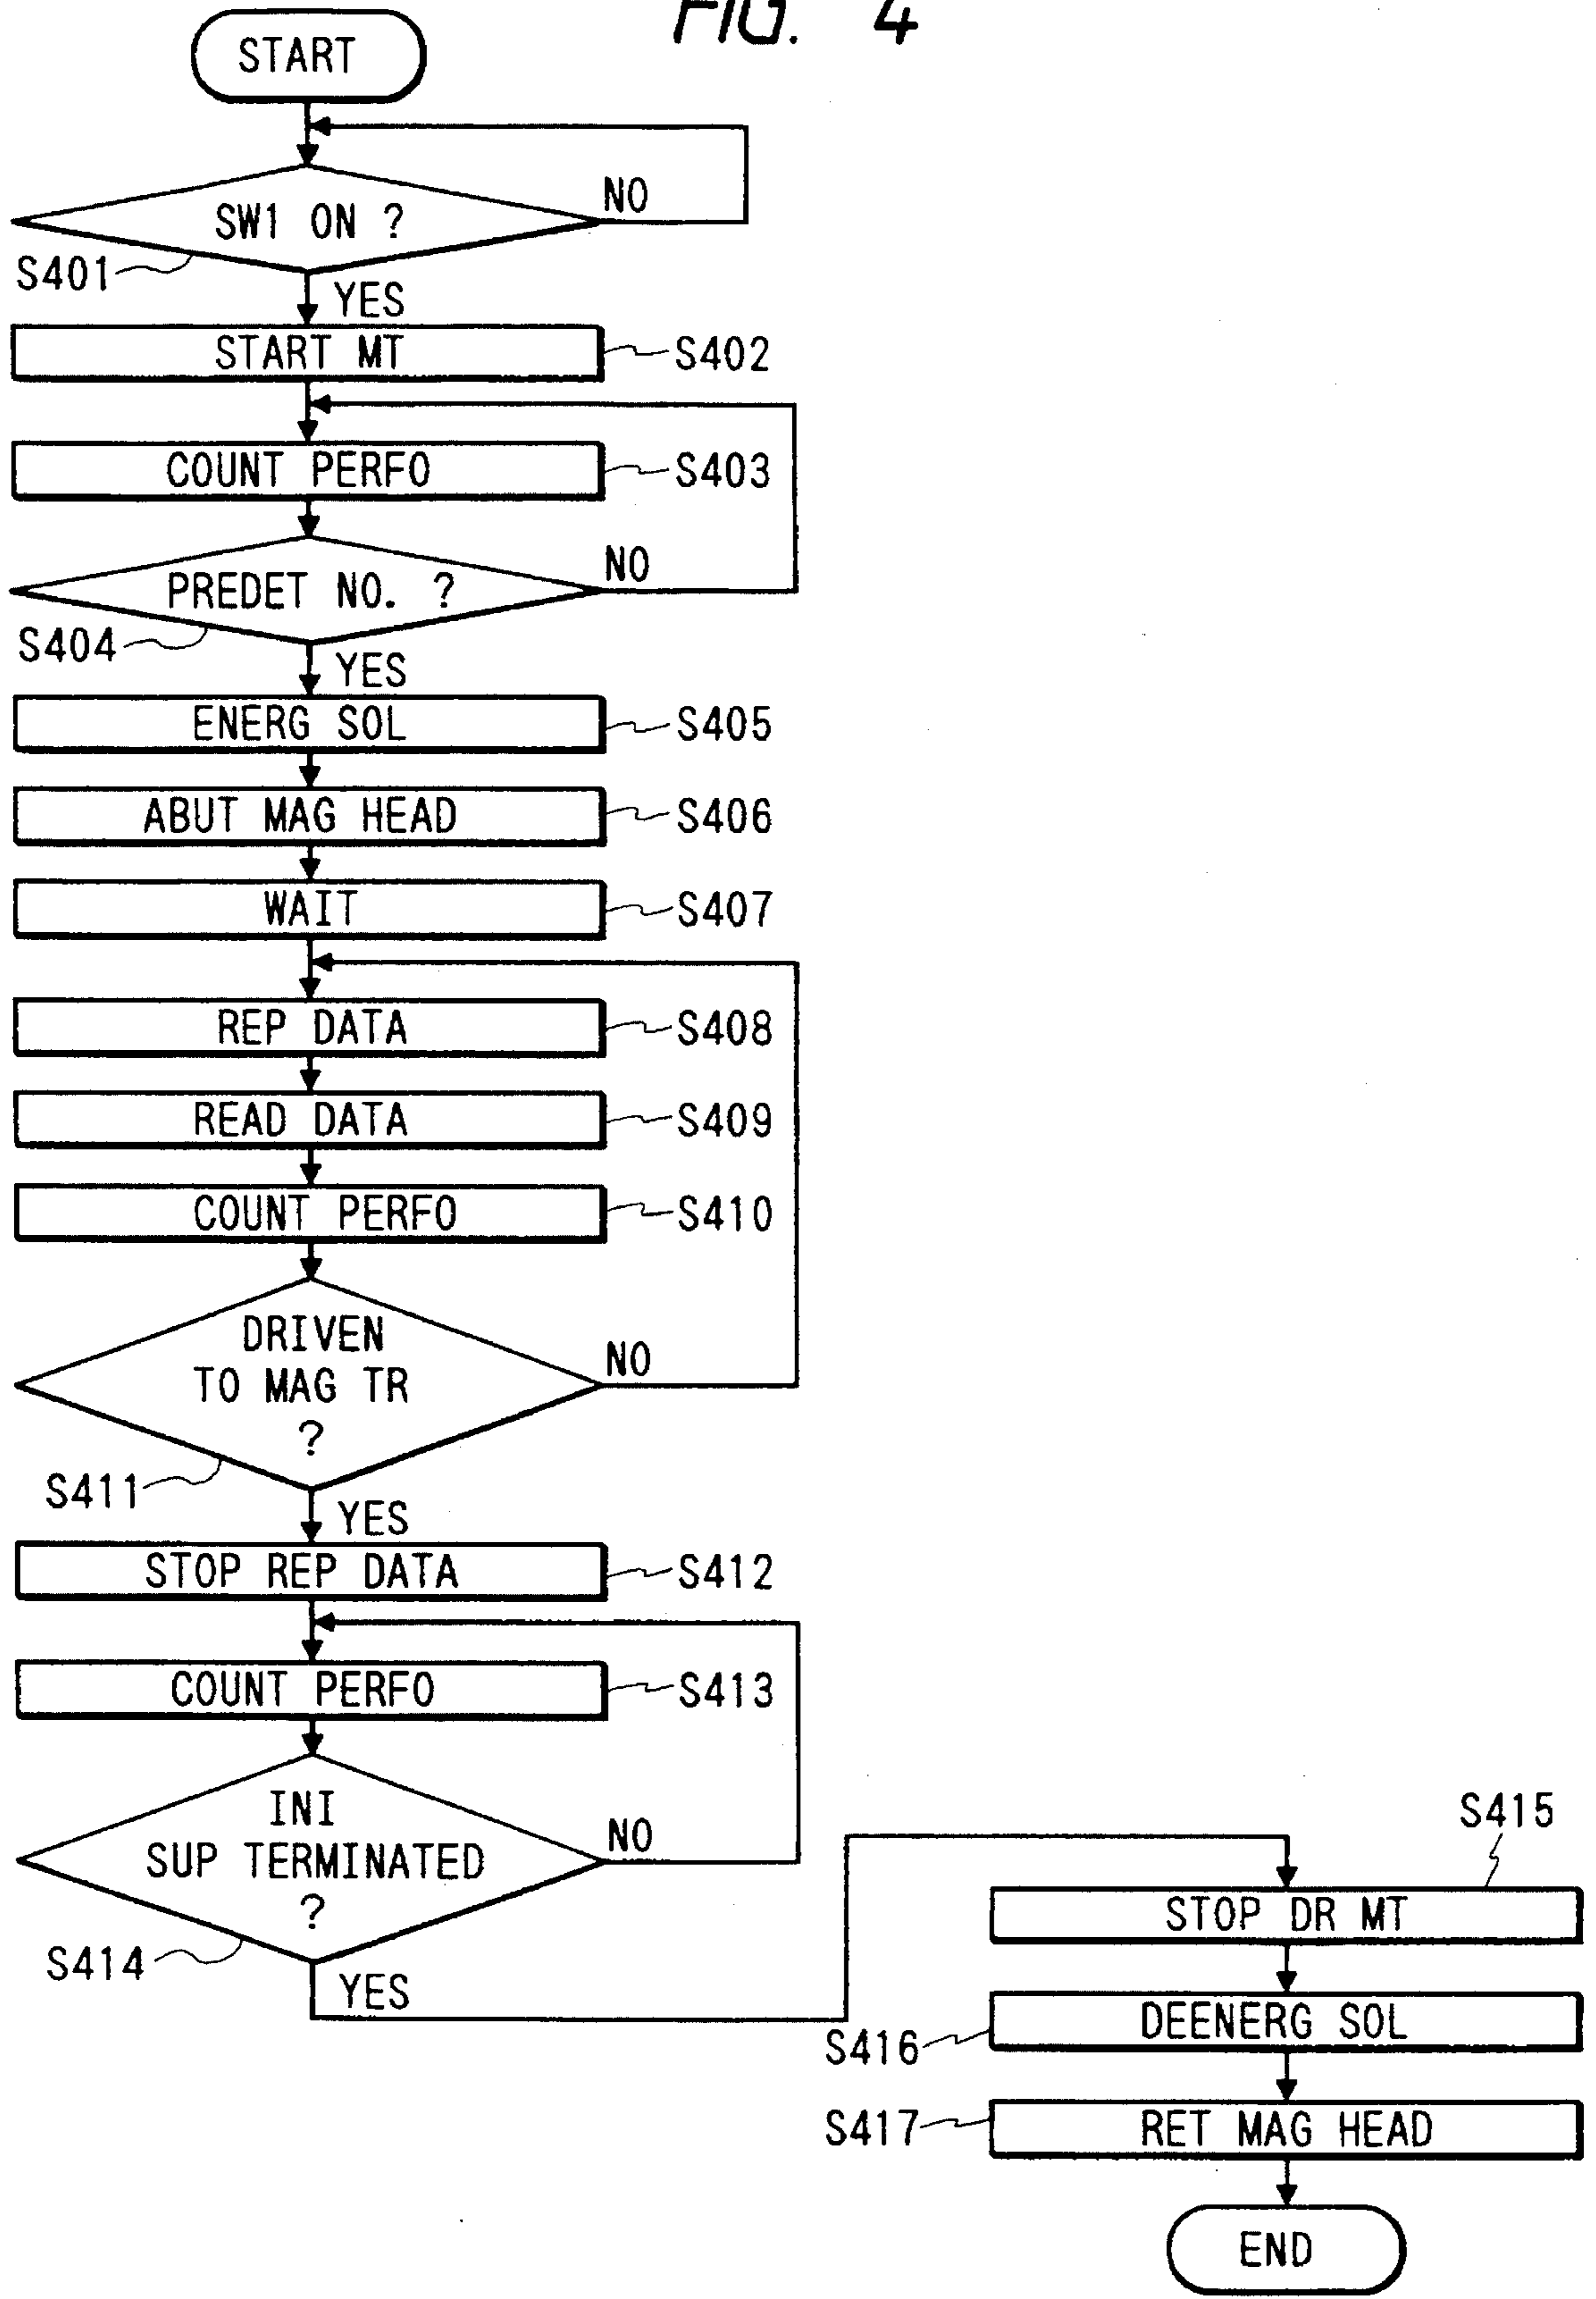 FIG. 4
START
SW1 ON ?
NO
S401
YES
START MT
S402
COUNT PERFO
S403
PREDET NO. ?
NO
S404
YES
ENERG SOL
S405
ABUT MAG HEAD
S406
WAIT
S407
REP DATA
S408
READ DATA
S409
COUNT PERFO
S410
DRIVEN
TO MAG TR
?
NO
S411
YES
STOP REP DATA
S412
COUNT PERFO
S413
INI
SUP TERMINATED
?
NO
S414
YES
S415
STOP DR MT
DEENERG SOL
S416
RET MAG HEAD
S417
END